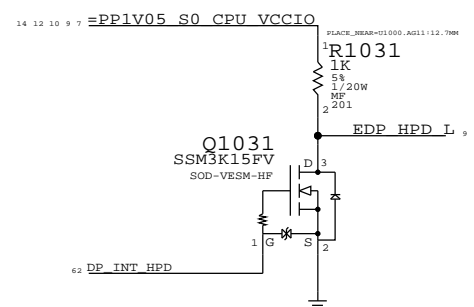 14 12 10 9 7 =PP1V05_S0_CPU_VCCIO
PLACE_NEAR=U1000.AG11:12.7MM
1 R1031
1K
5%
1/20W
MF
2 201
EDP_HPD_L 9
Q1031
SSM3K15FV
SOD-VESM-HF
D 3
1 G S 2
62 DP_INT_HPD